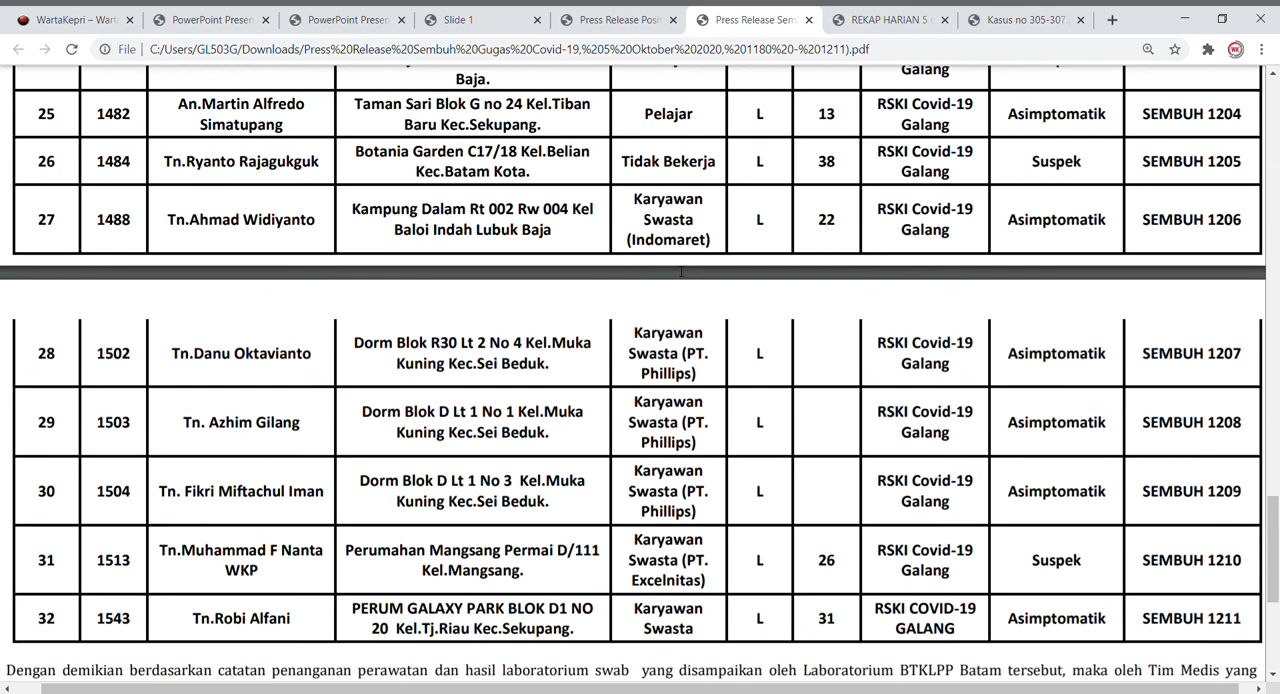 WartaKepri – Warta
PowerPoint Presen
PowerPoint Presen
Slide 1
Press Release Posit
Press Release Sem
REKAP HARIAN 5
Kasus no 305-307
File | C:/Users/GL503G/Downloads/Press%20Release%20Sembuh%20Gugas%20Covid-19,%205%20Oktober%202020,%201180%20-%201211).pdf
Baja.
Galang
25 1482 An.Martin Alfredo Simatupang Taman Sari Blok G no 24 Kel.Tiban Baru Kec.Sekupang. Pelajar L 13 RSKI Covid-19 Galang Asimptomatik SEMBUH 1204
26 1484 Tn.Ryanto Rajagukguk Botania Garden C17/18 Kel.Belian Kec.Batam Kota. Tidak Bekerja L 38 RSKI Covid-19 Galang Suspek SEMBUH 1205
27 1488 Tn.Ahmad Widiyanto Kampung Dalam Rt 002 Rw 004 Kel Baloi Indah Lubuk Baja Karyawan Swasta (Indomaret) L 22 RSKI Covid-19 Galang Asimptomatik SEMBUH 1206
28 1502 Tn.Danu Oktavianto Dorm Blok R30 Lt 2 No 4 Kel.Muka Kuning Kec.Sei Beduk. Karyawan Swasta (PT. Phillips) L RSKI Covid-19 Galang Asimptomatik SEMBUH 1207
29 1503 Tn. Azhim Gilang Dorm Blok D Lt 1 No 1 Kel.Muka Kuning Kec.Sei Beduk. Karyawan Swasta (PT. Phillips) L RSKI Covid-19 Galang Asimptomatik SEMBUH 1208
30 1504 Tn. Fikri Miftachul Iman Dorm Blok D Lt 1 No 3 Kel.Muka Kuning Kec.Sei Beduk. Karyawan Swasta (PT. Phillips) L RSKI Covid-19 Galang Asimptomatik SEMBUH 1209
31 1513 Tn.Muhammad F Nanta WKP Perumahan Mangsang Permai D/111 Kel.Mangsang. Karyawan Swasta (PT. Excelnitas) L 26 RSKI Covid-19 Galang Suspek SEMBUH 1210
32 1543 Tn.Robi Alfani PERUM GALAXY PARK BLOK D1 NO 20 Kel.Tj.Riau Kec.Sekupang. Karyawan Swasta L 31 RSKI COVID-19 GALANG Asimptomatik SEMBUH 1211
Dengan demikian berdasarkan catatan penanganan perawatan dan hasil laboratorium swab yang disampaikan oleh Laboratorium BTKLPP Batam tersebut, maka oleh Tim Medis yang